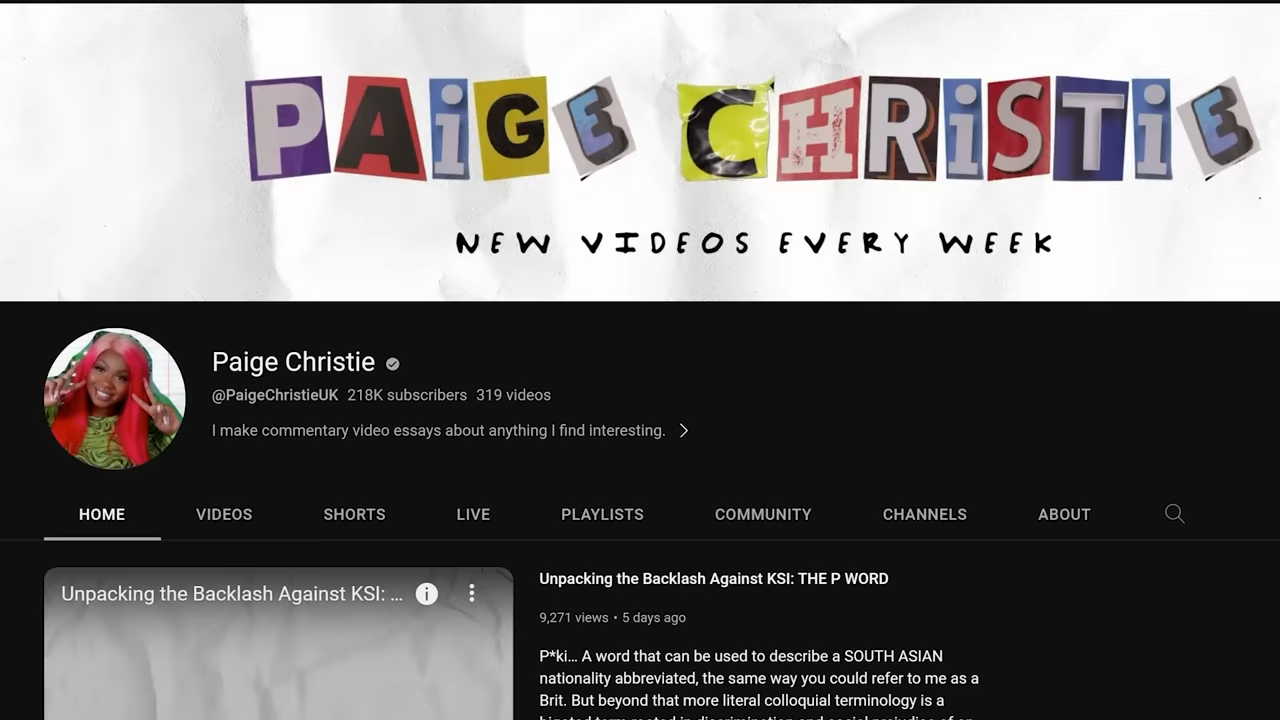 PAiGE CHRiSTiE
NEW VIDEOS EVERY WEEK
Paige Christie
@PaigeChristieUK 218K subscribers 319 videos
I make commentary video essays about anything I find interesting.
HOME VIDEOS SHORTS LIVE PLAYLISTS COMMUNITY CHANNELS ABOUT
Unpacking the Backlash Against KSI: ...
Unpacking the Backlash Against KSI: THE P WORD
9,271 views • 5 days ago
P*ki... A word that can be used to describe a SOUTH ASIAN
nationality abbreviated, the same way you could refer to me as a
Brit. But beyond that more literal colloquial terminology is a